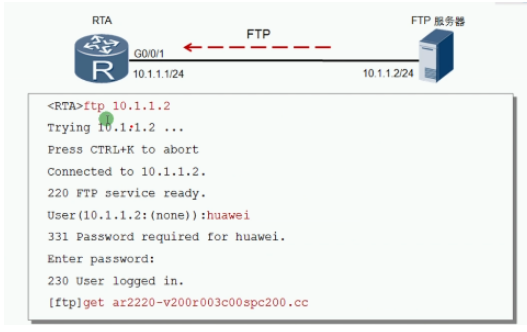 RTA
FTP 服务器
FTP
G0/0/1
R
10.1.1.1/24
10.1.1.2/24
<RTA>ftp 10.1.1.2
Trying 10.1.1.2 ...
Press CTRL+K to abort
Connected to 10.1.1.2.
220 FTP service ready.
User(10.1.1.2:(none)):huawei
331 Password required for huawei.
Enter password:
230 User logged in.
[ftp]get ar2220-v200r003c00spc200.cc